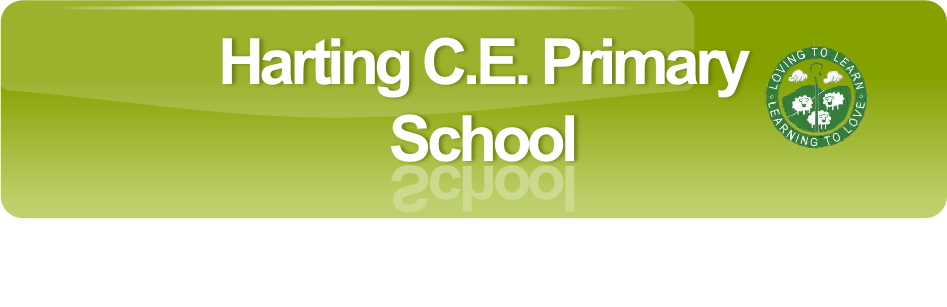 Harting C.E. Primary
School
LOVING TO LEARN
LEARNING TO LOVE